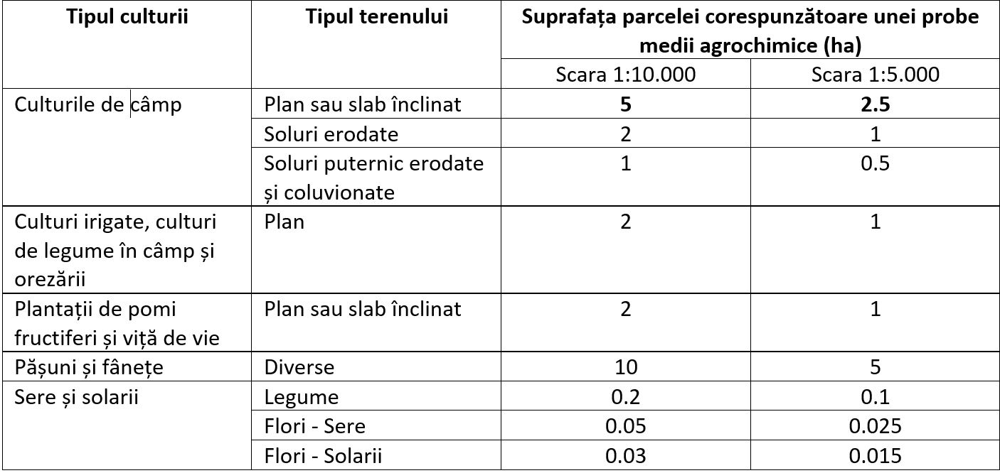 Tipul culturii
Tipul terenului
Suprafața parcelei corespunzătoare unei probe
medii agrochimice (ha)
Scara 1:10.000
Scara 1:5.000
Culturile de câmp
Plan sau slab înclinat
5
2.5
Soluri erodate
2
1
Soluri puternic erodate
și coluvionate
1
0.5
Culturi irigate, culturi
de legume în câmp și
orezării
Plan
2
1
Plantații de pomi
fructiferi și viță de vie
Plan sau slab înclinat
2
1
Pășuni și fânețe
Diverse
10
5
Sere și solarii
Legume
0.2
0.1
Flori - Sere
0.05
0.025
Flori - Solarii
0.03
0.015